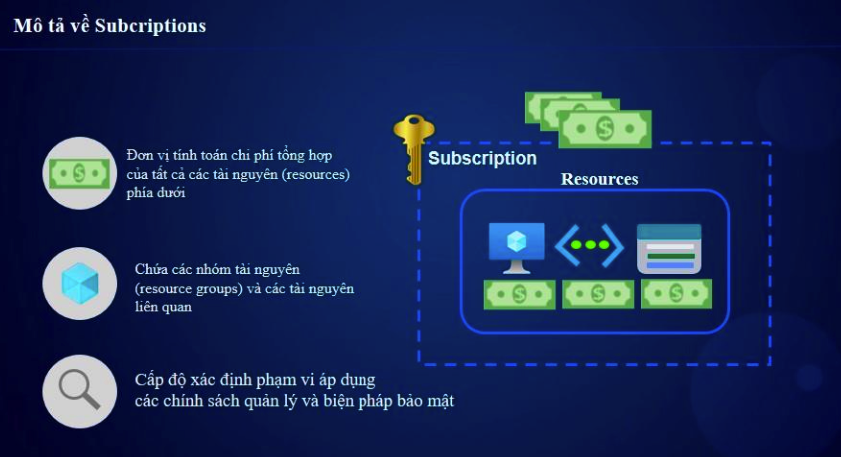 Mô tả về Subcriptions
Đơn vị tính toán chi phí tổng hợp
của tất cả các tài nguyên (resources)
phía dưới
Chứa các nhóm tài nguyên
(resource groups) và các tài nguyên
liên quan
Cấp độ xác định phạm vi áp dụng
các chính sách quản lý và biện pháp bảo mật
Subscription
Resources